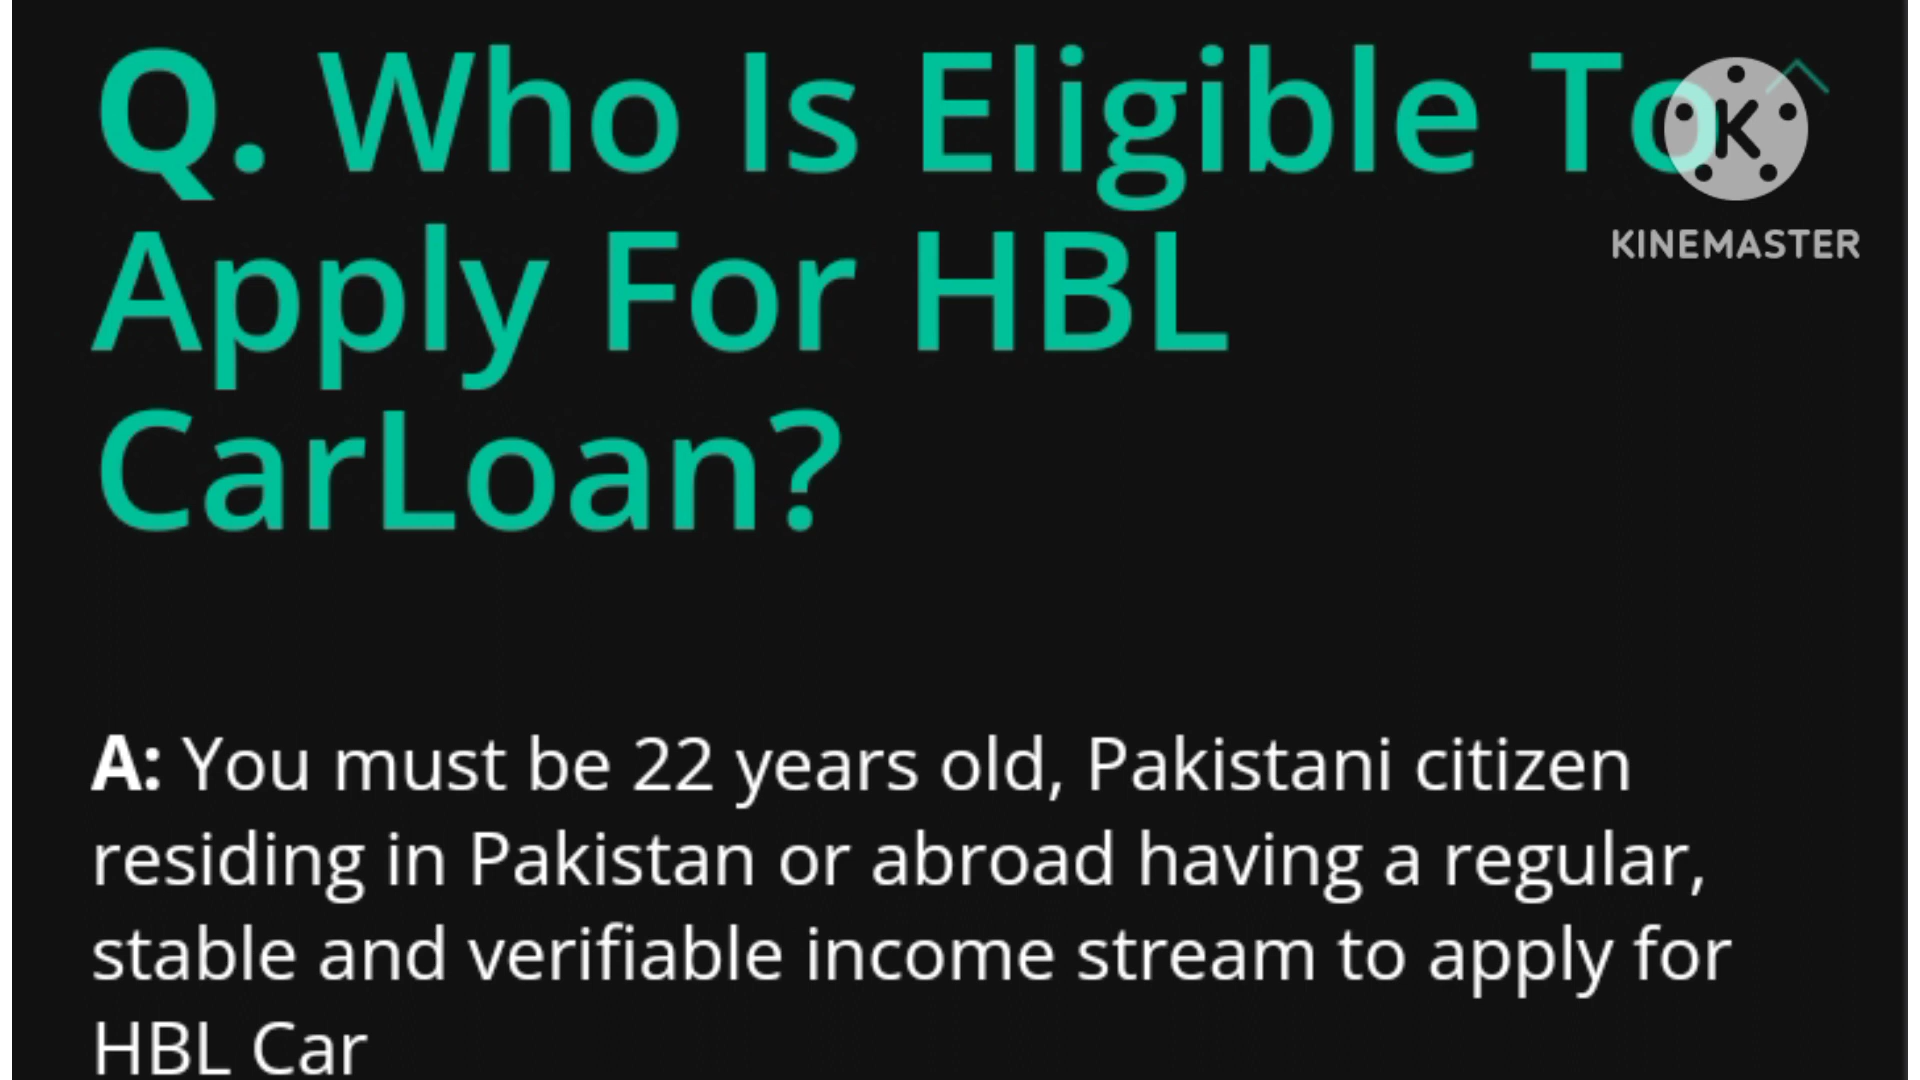 Q. Who Is Eligible To
Apply For HBL
CarLoan?
K
KINEMASTER
A: You must be 22 years old, Pakistani citizen
residing in Pakistan or abroad having a regular,
stable and verifiable income stream to apply for
HBL Car